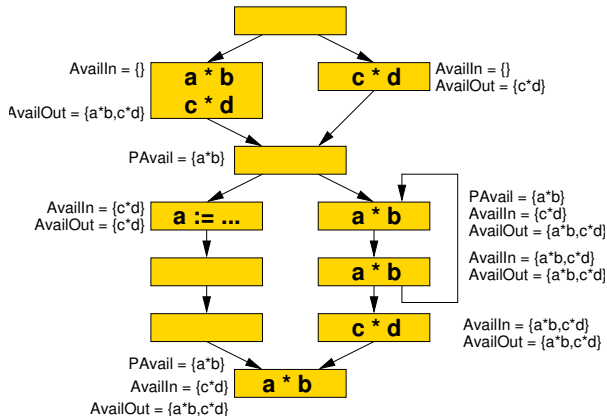 AvailIn = {}
a * b
c * d
AvailOut = {a*b,c*d}
c * d
AvailIn = {}
AvailOut = {c*d}
PAvail = {a*b}
AvailIn = {c*d}
AvailOut = {c*d}
a := ...
a * b
PAvail = {a*b}
AvailIn = {c*d}
AvailOut = {a*b,c*d}
a * b
AvailIn = {a*b,c*d}
AvailOut = {a*b,c*d}
c * d
AvailIn = {a*b,c*d}
AvailOut = {a*b,c*d}
PAvail = {a*b}
AvailIn = {c*d}
AvailOut = {a*b,c*d}
a * b